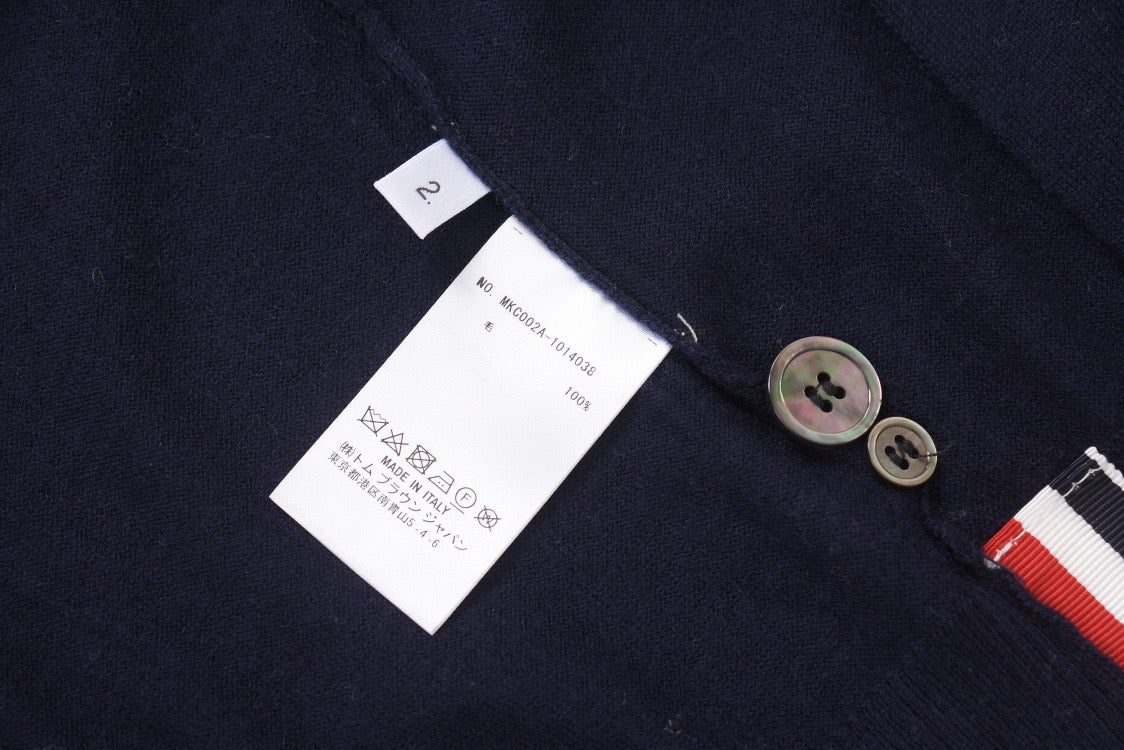 2.
NO. MKC002A-1014038
毛 100%
F W
MADE IN ITALY
(株)トム ブラウン ジャパン
東京都港区南青山5-4-6